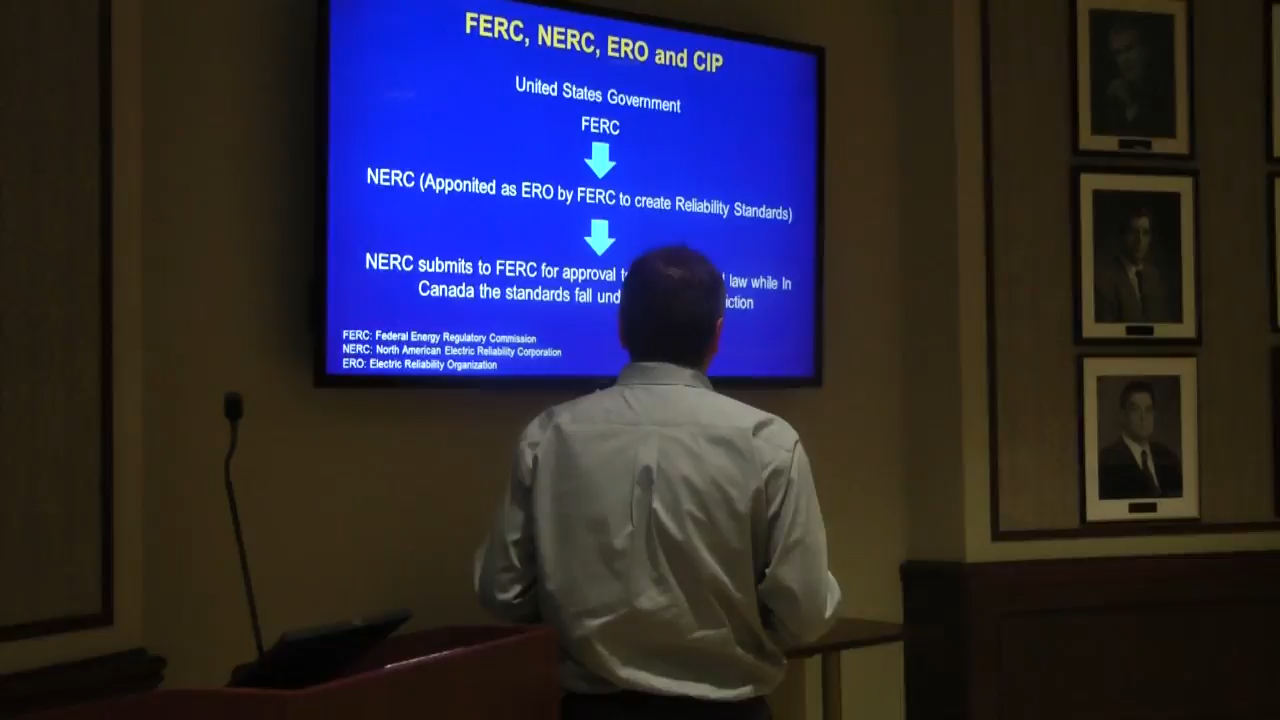 FERC, NERC, ERO and CIP
United States Government
FERC
NERC (Apponited as ERO by FERC to create Reliability Standards)
NERC submits to FERC for approval law while In
Canada the standards fall
FERC: Federal Energy Regulatory Commission
NERC: North American Electric Reliability Corporation
ERO: Electric Reliability Organization